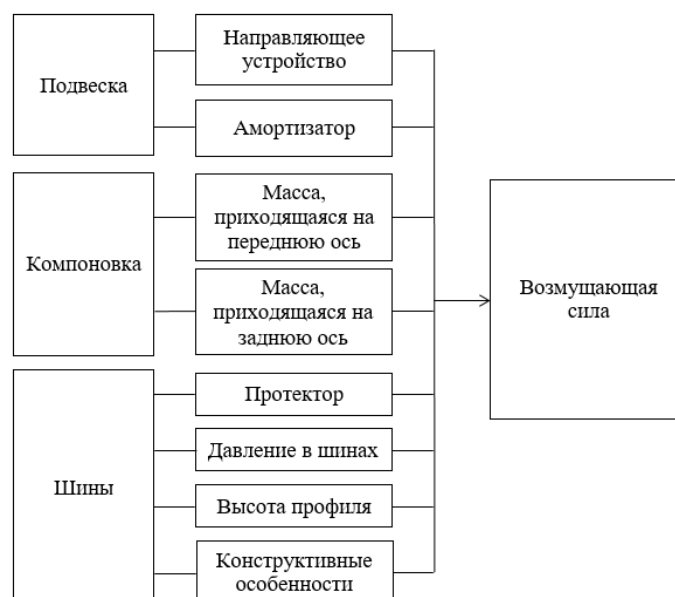 Подвеска
Направляющее
устройство
Амортизатор
Компоновка
Масса,
приходящаяся на
переднюю ось
Масса,
приходящаяся на
заднюю ось
Шины
Протектор
Давление в шинах
Высота профиля
Конструктивные
особенности
Возмущающая
сила